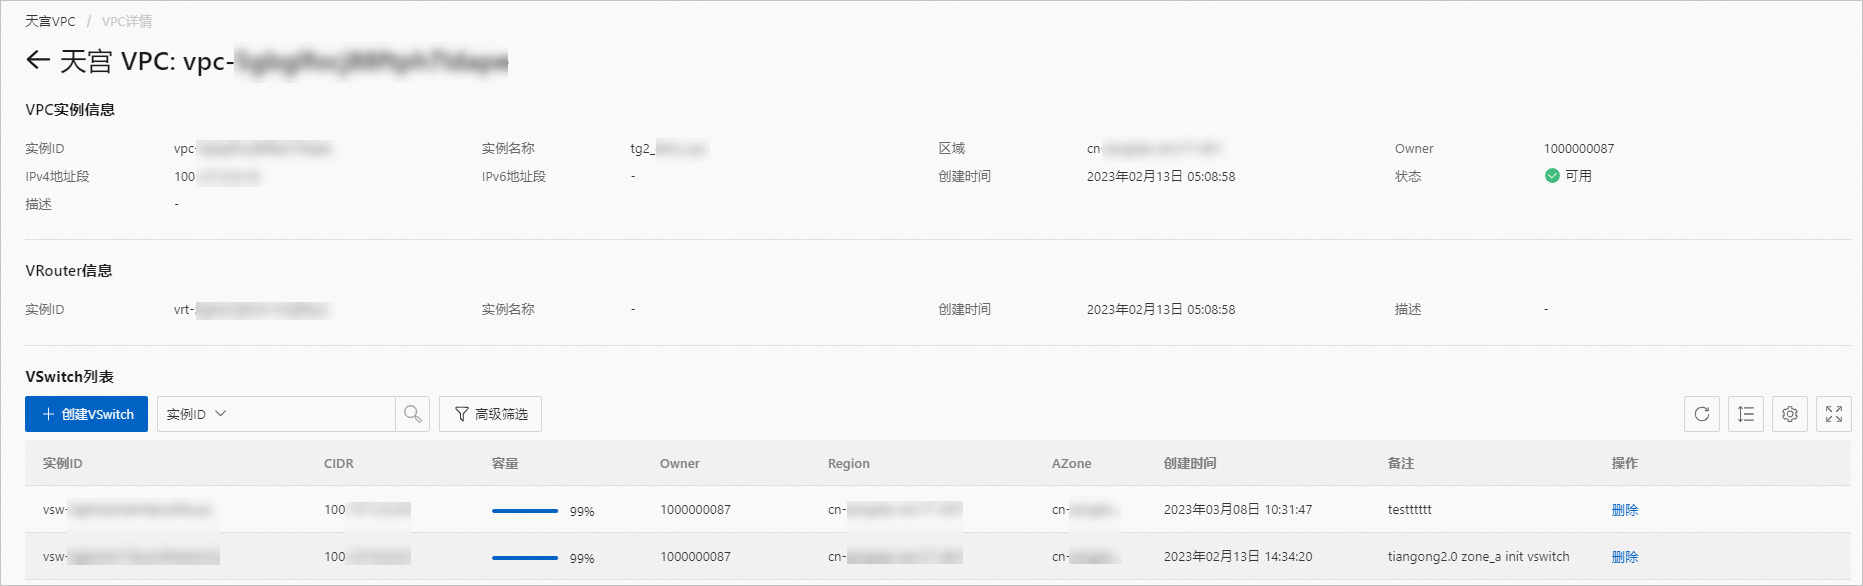 天宫VPC / VPC详情
天宫 VPC: vpc-
VPC实例信息
实例ID vpc- 实例名称 tg2_ 区域 cn- Owner 1000000087
IPv4地址段 100 IPv6地址段 - 创建时间 2023年02月13日 05:08:58 状态 可用
描述 -
VRouter信息
实例ID vrt- 实例名称 - 创建时间 2023年02月13日 05:08:58 描述 -
VSwitch列表
创建VSwitch 实例ID 高级筛选
实例ID CIDR 容量 Owner Region AZone 创建时间 备注 操作
vsw- 100 99% 1000000087 cn- cn- 2023年03月08日 10:31:47 testttttt 删除
vsw- 100 99% 1000000087 cn- cn- 2023年02月13日 14:34:20 tiangong2.0 zone_a init vswitch 删除